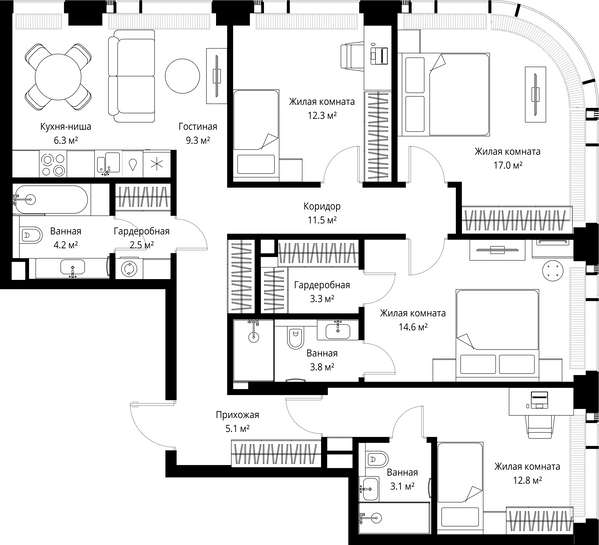 Кухня-ниша
6.3 м²
Гостиная
9.3 м²
Жилая комната
12.3 м²
Жилая комната
17.0 м²
Коридор
11.5 м²
Ванная
4.2 м²
Гардеробная
2.5 м²
Гардеробная
3.3 м²
Жилая комната
14.6 м²
Ванная
3.8 м²
Прихожая
5.1 м²
Ванная
3.1 м²
Жилая комната
12.8 м²